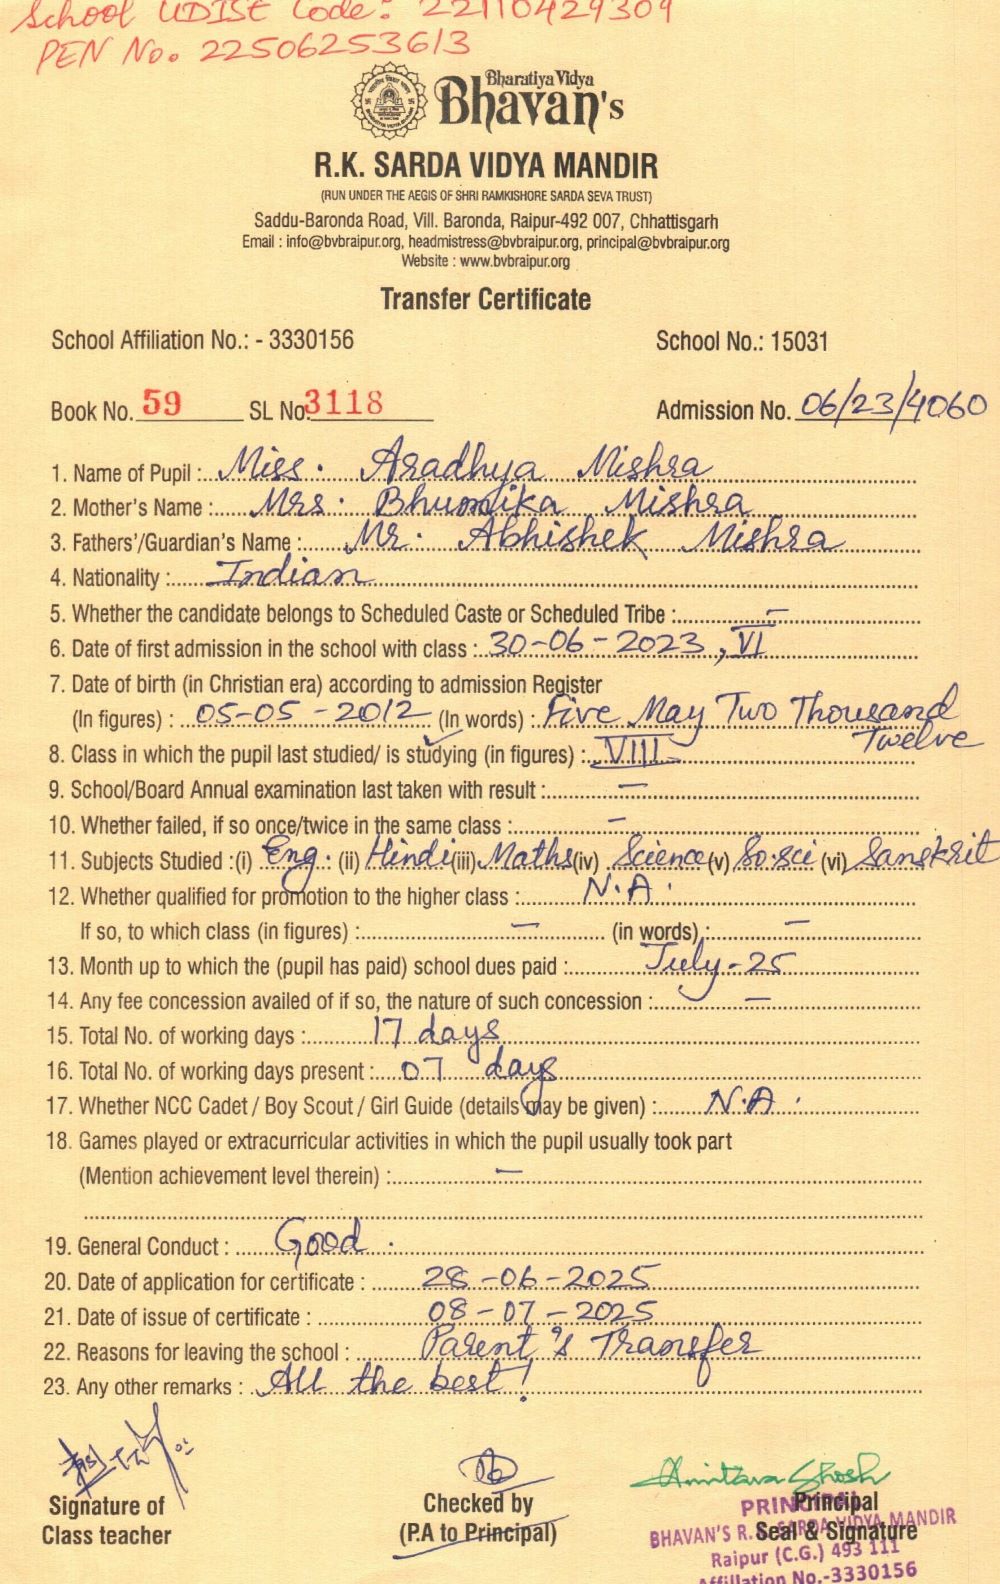 School UDISE Code: 22110429309
PEN No. 22506253613
Bharatiya Vidya
Bhavan's
R.K. SARDA VIDYA MANDIR
(RUN UNDER THE AEGIS OF SHRI RAMKISHORE SARDA SEVA TRUST)
Saddu-Baronda Road, Vill. Baronda, Raipur-492 007, Chhattisgarh
Email : info@bvbraipur.org, headmistress@bvbraipur.org, principal@bvbraipur.org
Website : www.bvbraipur.org
Transfer Certificate
School Affiliation No.: - 3330156 School No.: 15031
Book No. 59 SL No. 3118 Admission No. 06/23/4060
1. Name of Pupil : Miss. Aradhya Mishra
2. Mother's Name : Mrs. Bhumika Mishra
3. Fathers'/Guardian's Name : Mr. Abhishek Mishra
4. Nationality : Indian
5. Whether the candidate belongs to Scheduled Caste or Scheduled Tribe : —
6. Date of first admission in the school with class : 30-06-2023, VI
7. Date of birth (in Christian era) according to admission Register
(In figures) : 05-05-2012 (In words) : Five May Two Thousand
Twelve
8. Class in which the pupil last studied/ is studying (in figures) : VIII
9. School/Board Annual examination last taken with result : —
10. Whether failed, if so once/twice in the same class : —
11. Subjects Studied :(i) Eng. (ii) Hindi (iii) Maths (iv) Science (v) So.sci (vi) Sanskrit
12. Whether qualified for promotion to the higher class : N.A.
If so, to which class (in figures) : — (in words) : —
13. Month up to which the (pupil has paid) school dues paid : July-25
14. Any fee concession availed of if so, the nature of such concession : —
15. Total No. of working days : 17 days
16. Total No. of working days present : 07 days
17. Whether NCC Cadet / Boy Scout / Girl Guide (details may be given) : N.A.
18. Games played or extracurricular activities in which the pupil usually took part
(Mention achievement level therein) : —
19. General Conduct : Good.
20. Date of application for certificate : 28-06-2025
21. Date of issue of certificate : 08-07-2025
22. Reasons for leaving the school : Parent's Transfer
23. Any other remarks : All the best!
Amitava Ghosh
Signature of Checked by Principal
Class teacher (P.A to Principal) Seal & Signature
PRINCIPAL
BHAVAN'S R.K. SARDA VIDYA MANDIR
Raipur (C.G.) 493 111
Affiliation No.-3330156